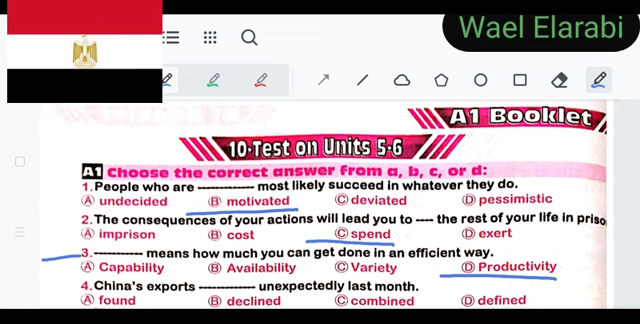 Wael Elarabi
A1 Booklet
10-Test on Units 5-6
A1 Choose the correct answer from a, b, c, or d:
1. People who are ------------- most likely succeed in whatever they do.
A undecided B motivated C deviated D pessimistic
2. The consequences of your actions will lead you to ---- the rest of your life in
A imprison B cost C spend D exert
3. ------------ means how much you can get done in an efficient way.
A Capability B Availability C Variety D Productivity
4. China's exports ------------- unexpectedly last month.
A found B declined C combined D defined